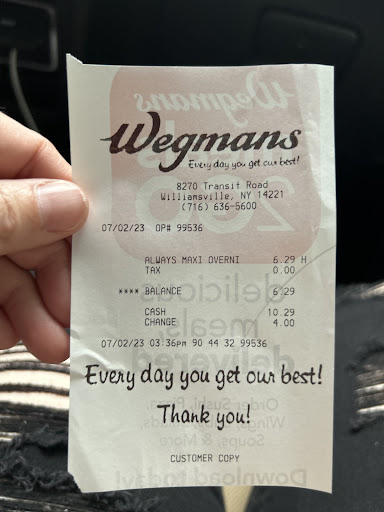 Wegmans
Every day you get our best!
8270 Transit Road
Williamsville, NY 14221
(716) 636-5600
07/02/23 OP# 99536
ALWAYS MAXI OVERNI 6.29 H
TAX 0.00
**** BALANCE 6.29
CASH 10.29
CHANGE 4.00
07/02/23 03:36pm 90 44 32 99536
Every day you get our best!
Thank you!
CUSTOMER COPY